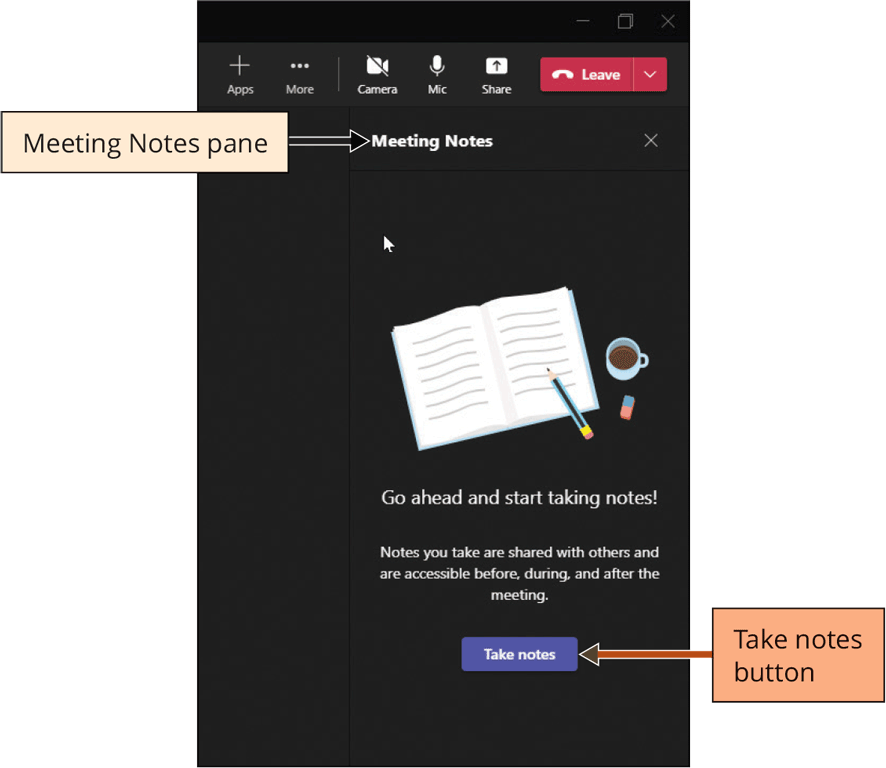 Apps
More
Camera
Mic
Share
Leave
Meeting Notes pane
Meeting Notes
Go ahead and start taking notes!
Notes you take are shared with others and
are accessible before, during, and after the
meeting.
Take notes
Take notes
button